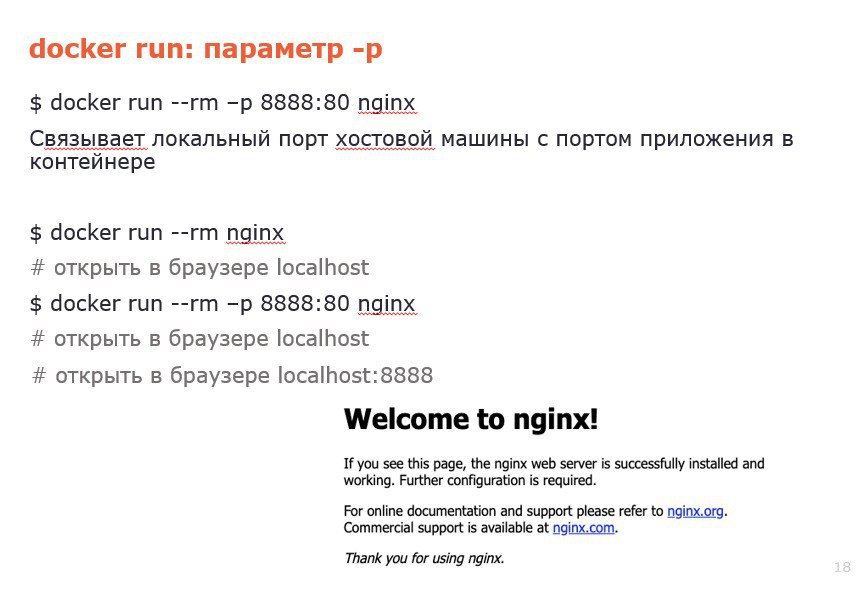 docker run: параметр -p
$ docker run --rm –p 8888:80 nginx
Связывает локальный порт хостовой машины с портом приложения в
контейнере
$ docker run --rm nginx
# открыть в браузере localhost
$ docker run --rm –p 8888:80 nginx
# открыть в браузере localhost
# открыть в браузере localhost:8888
Welcome to nginx!
If you see this page, the nginx web server is successfully installed and
working. Further configuration is required.
For online documentation and support please refer to nginx.org.
Commercial support is available at nginx.com.
Thank you for using nginx.
18